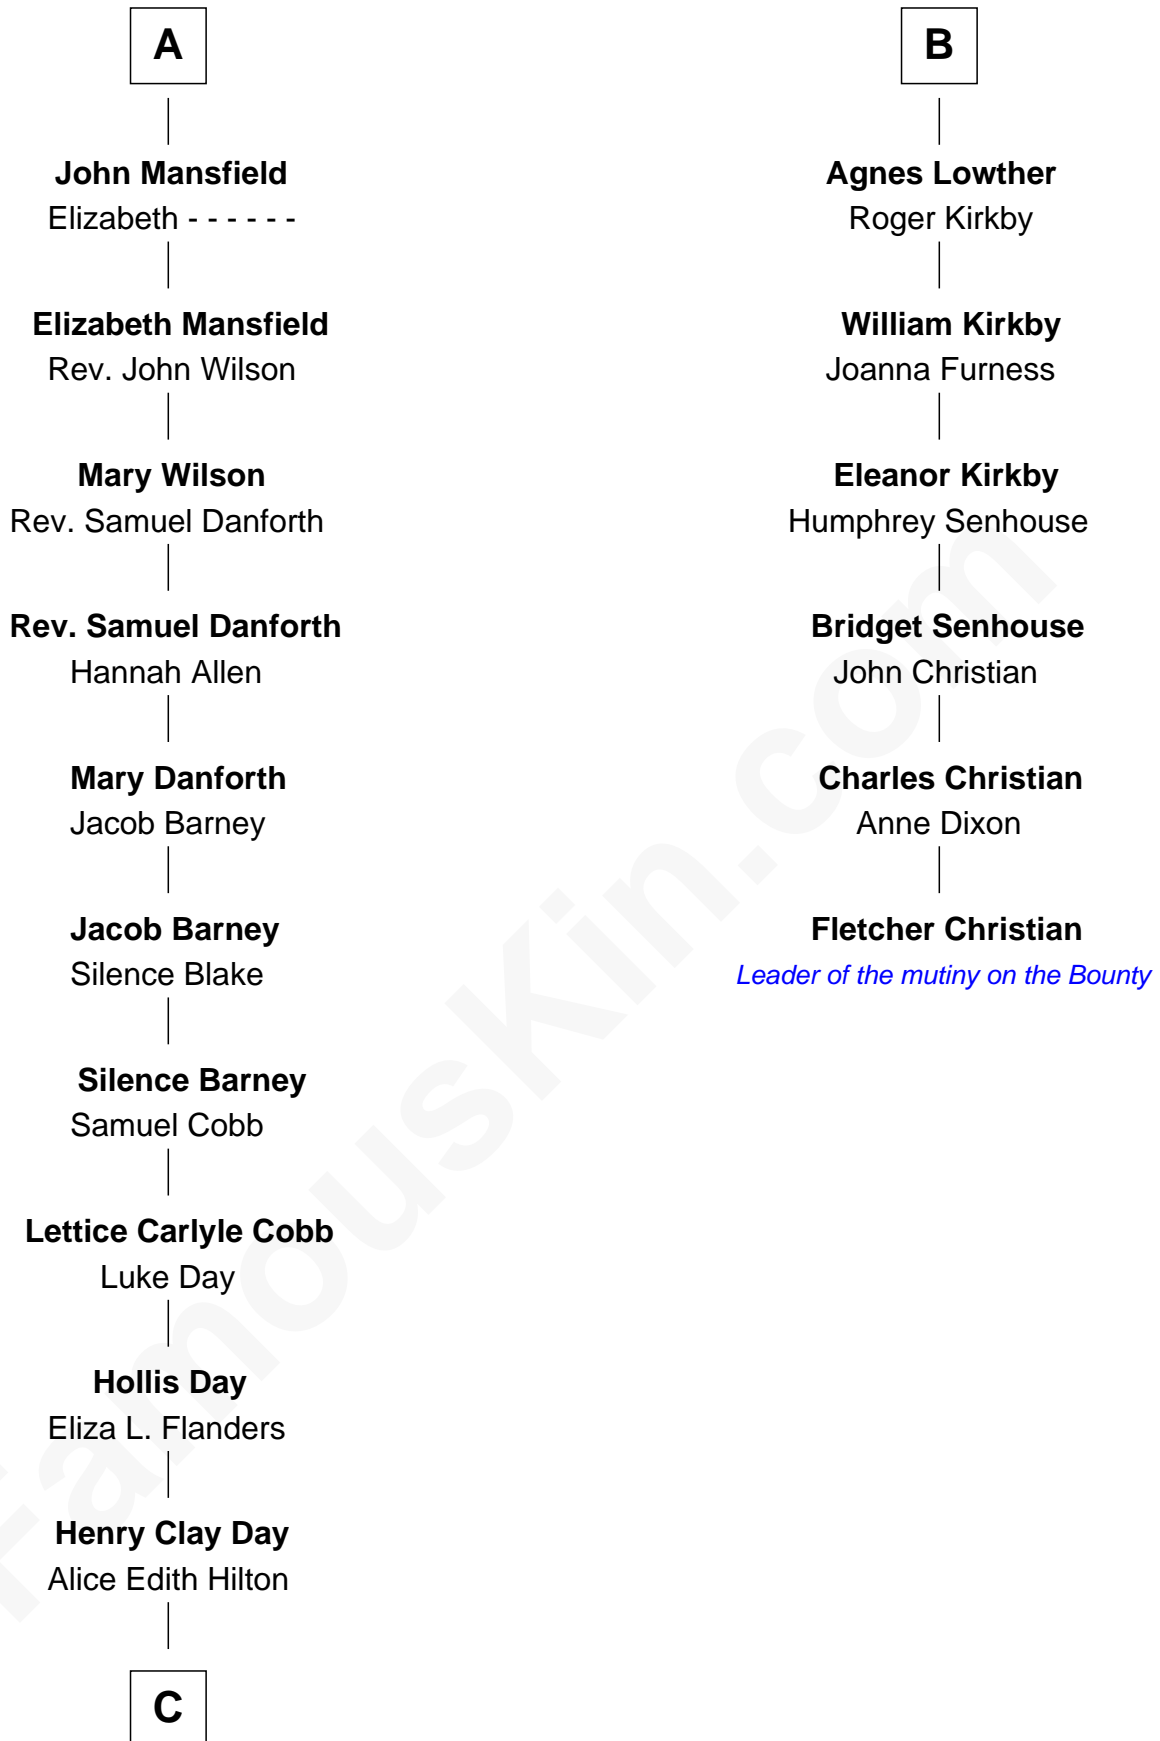 A
John Mansfield
Elizabeth - - - - - -
Elizabeth Mansfield
Rev. John Wilson
Mary Wilson
Rev. Samuel Danforth
Rev. Samuel Danforth
Hannah Allen
Mary Danforth
Jacob Barney
Jacob Barney
Silence Blake
Silence Barney
Samuel Cobb
Lettice Carlyle Cobb
Luke Day
Hollis Day
Eliza L. Flanders
Henry Clay Day
Alice Edith Hilton
C
B
Agnes Lowther
Roger Kirkby
William Kirkby
Joanna Furness
Eleanor Kirkby
Humphrey Senhouse
Bridget Senhouse
John Christian
Charles Christian
Anne Dixon
Fletcher Christian
Leader of the mutiny on the Bounty
FamousKin.com